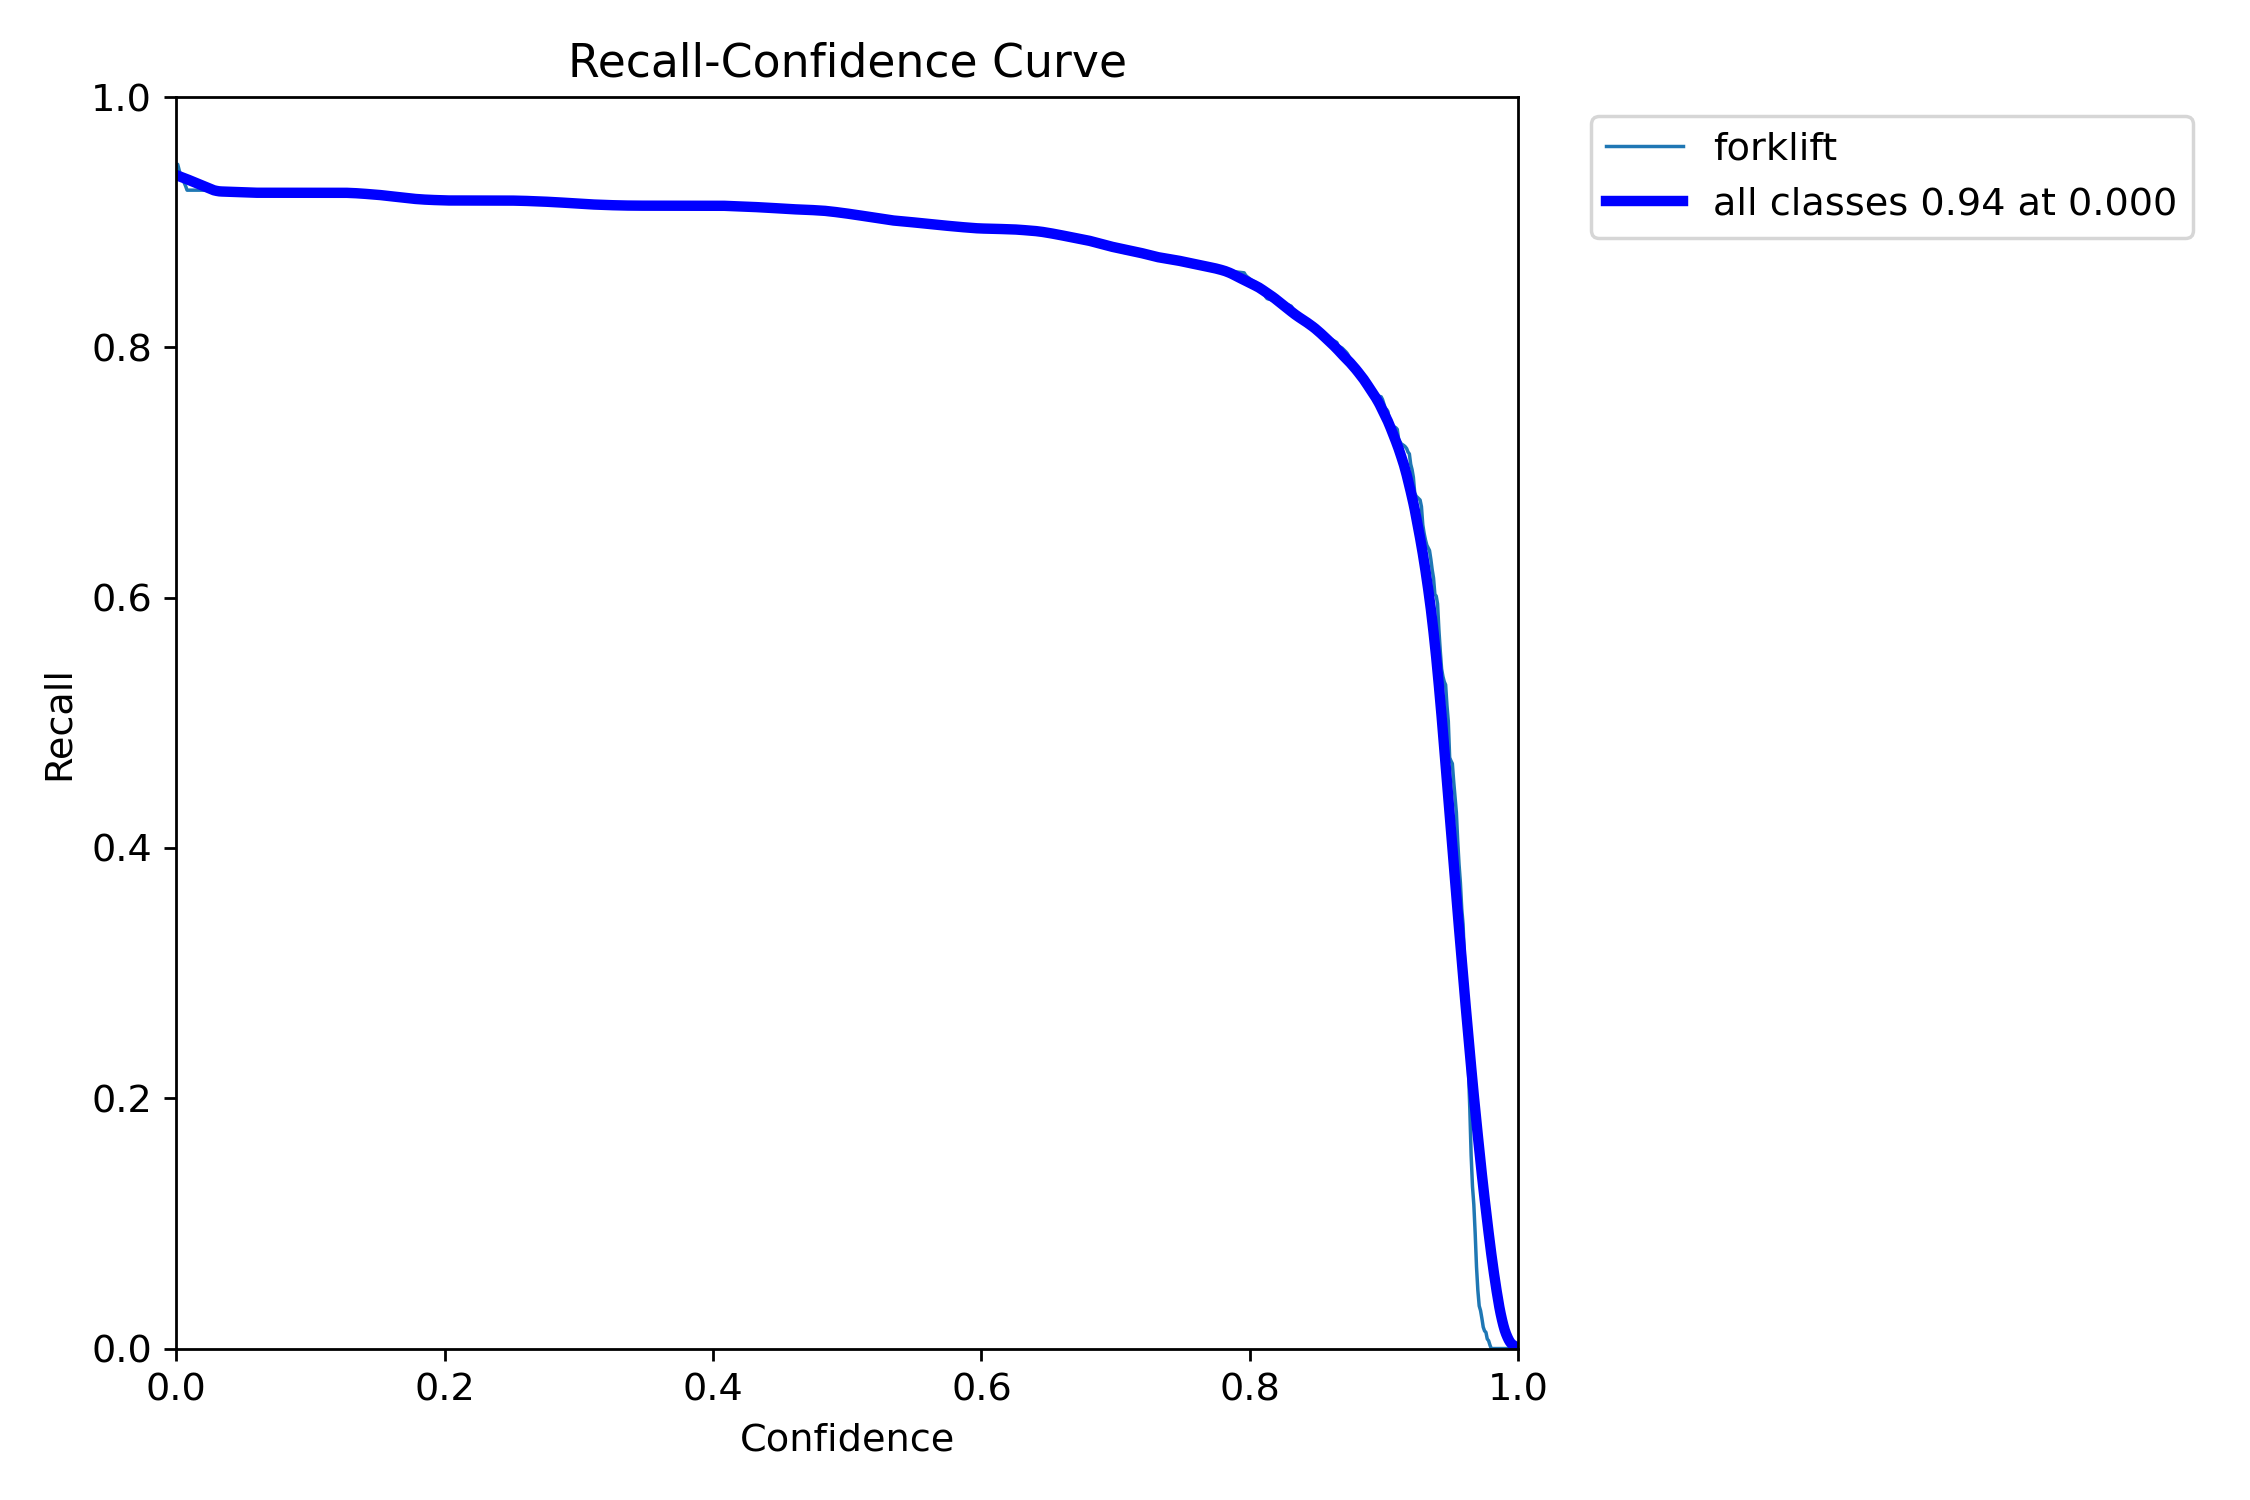 Recall-Confidence Curve
forklift
all classes 0.94 at 0.000
1.0
0.8
0.6
0.4
0.2
0.0
Recall
0.0 0.2 0.4 0.6 0.8 1.0
Confidence